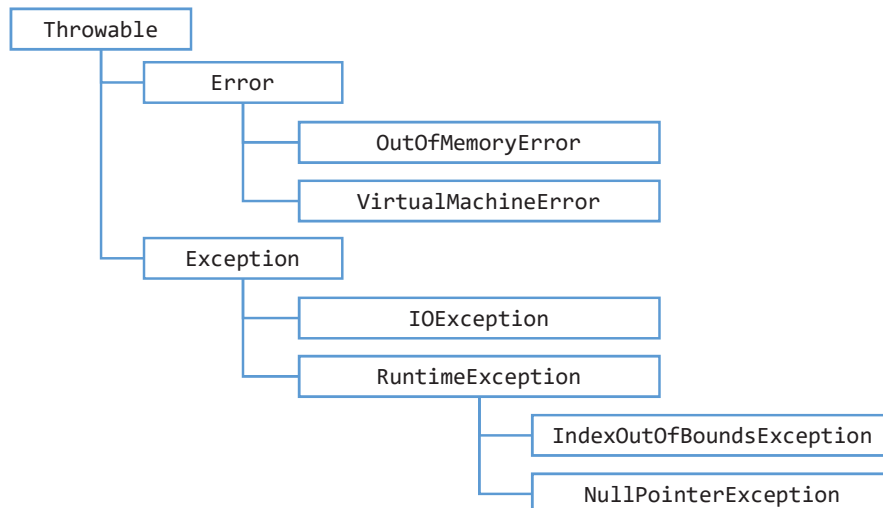 Throwable
Error
OutOfMemoryError
VirtualMachineError
Exception
IOException
RuntimeException
IndexOutOfBoundsException
NullPointerException